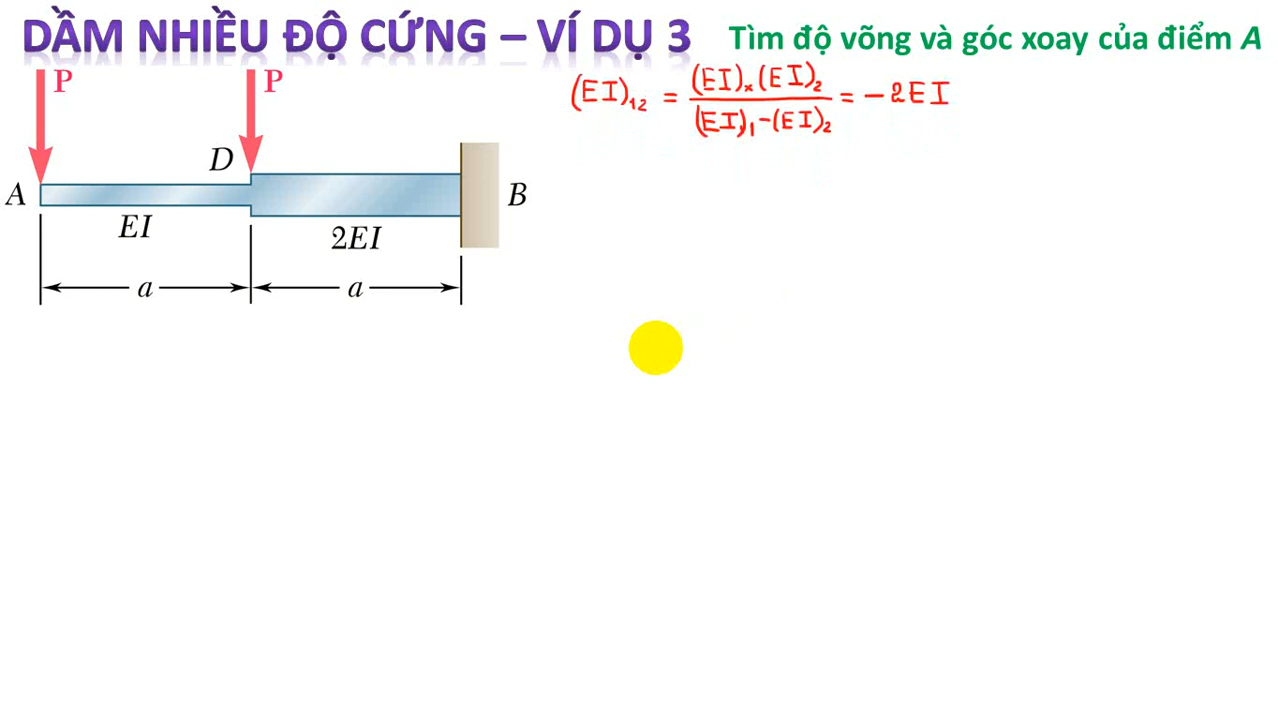 DẦM NHIỀU ĐỘ CỨNG – VÍ DỤ 3
Tìm độ võng và góc xoay của điểm A
P
P
(EI)₁₂ = (EI)ₓ(EI)₂ / (EI)₁-(EI)₂ = -2EI
D
A
B
EI
2EI
a
a